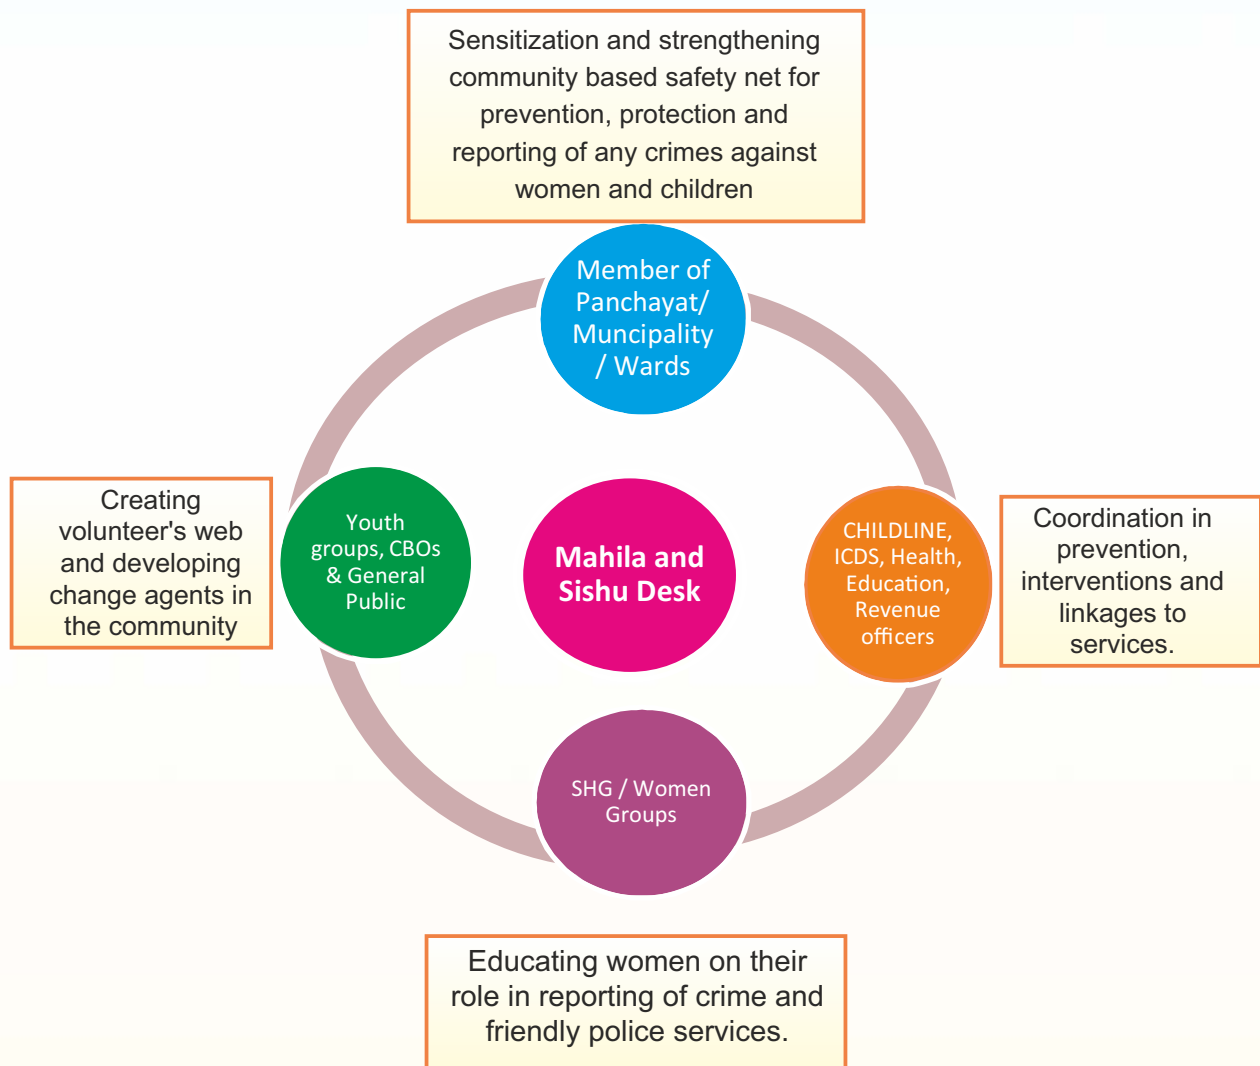 Sensitization and strengthening
community based safety net for
prevention, protection and
reporting of any crimes against
women and children
Member of
Panchayat/
Muncipality
/ Wards
Creating
volunteer's web
and developing
change agents in
the community
Youth
groups, CBOs
& General
Public
Mahila and
Sishu Desk
CHILDLINE,
ICDS, Health,
Education,
Revenue
officers
Coordination in
prevention,
interventions and
linkages to
services.
SHG / Women
Groups
Educating women on their
role in reporting of crime and
friendly police services.